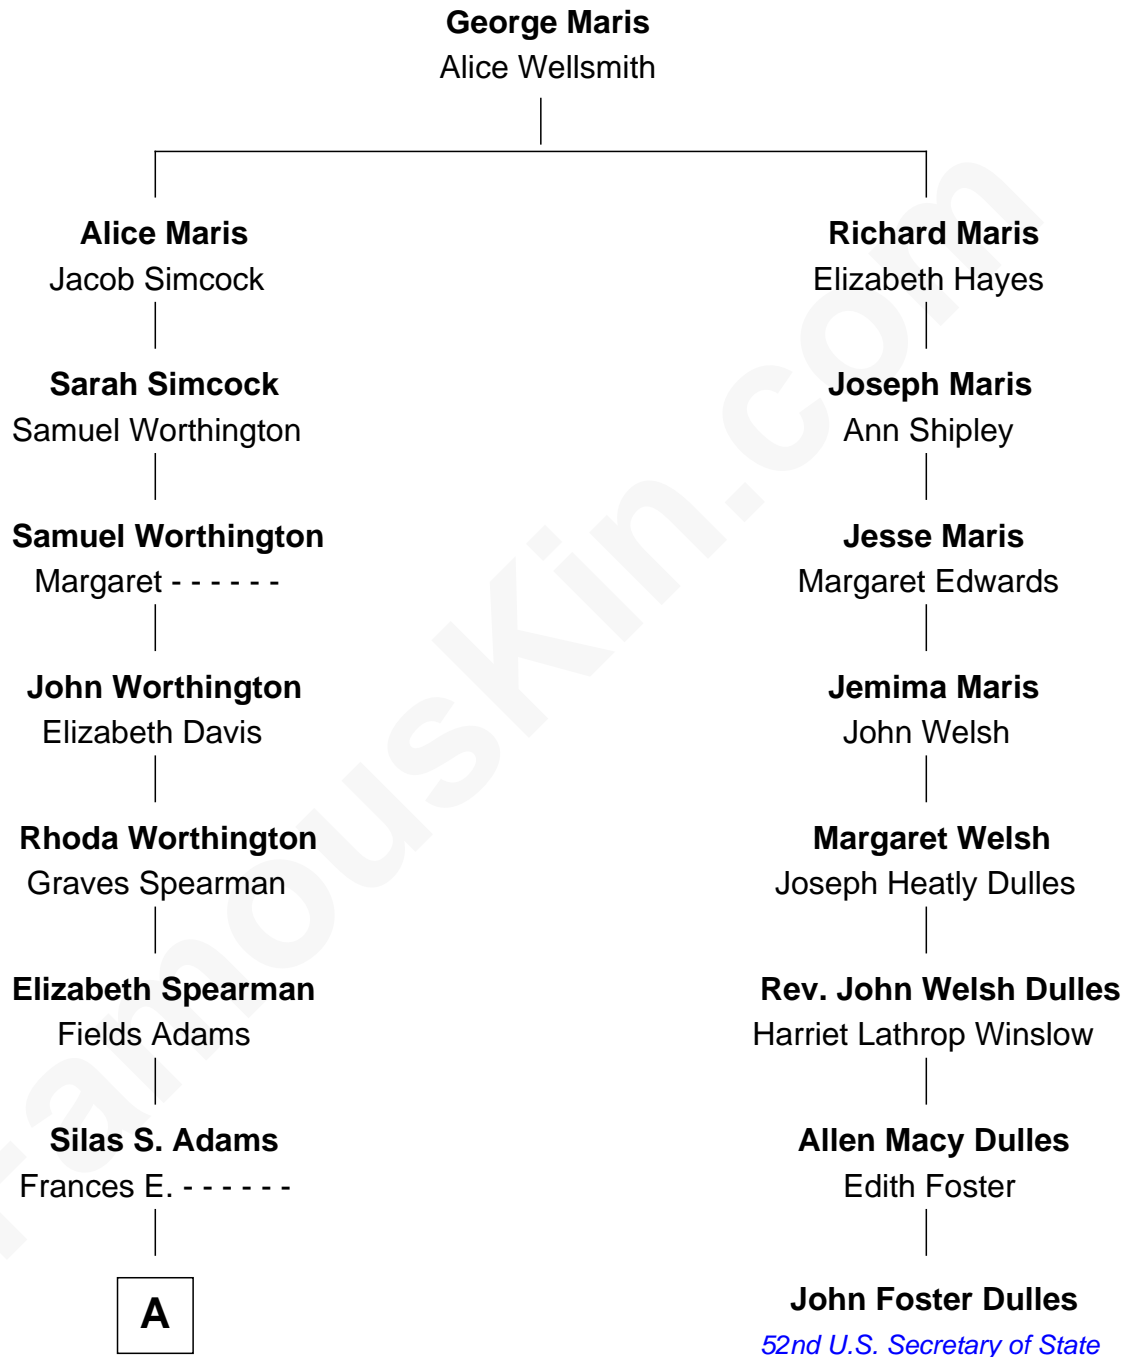 George Maris
Alice Wellsmith
Alice Maris
Jacob Simcock
Richard Maris
Elizabeth Hayes
Sarah Simcock
Samuel Worthington
Joseph Maris
Ann Shipley
Samuel Worthington
Margaret - - - - - -
Jesse Maris
Margaret Edwards
John Worthington
Elizabeth Davis
Jemima Maris
John Welsh
Rhoda Worthington
Graves Spearman
Margaret Welsh
Joseph Heatly Dulles
Elizabeth Spearman
Fields Adams
Rev. John Welsh Dulles
Harriet Lathrop Winslow
Silas S. Adams
Frances E. - - - - - -
Allen Macy Dulles
Edith Foster
A
John Foster Dulles
52nd U.S. Secretary of State
FamousKin.com